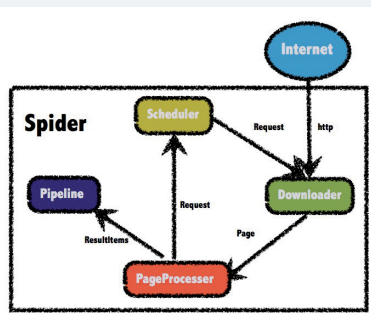 Internet
Spider
Scheduler
Request
http
Pipeline
Downloader
Request
Page
ResultItems
PageProcesser